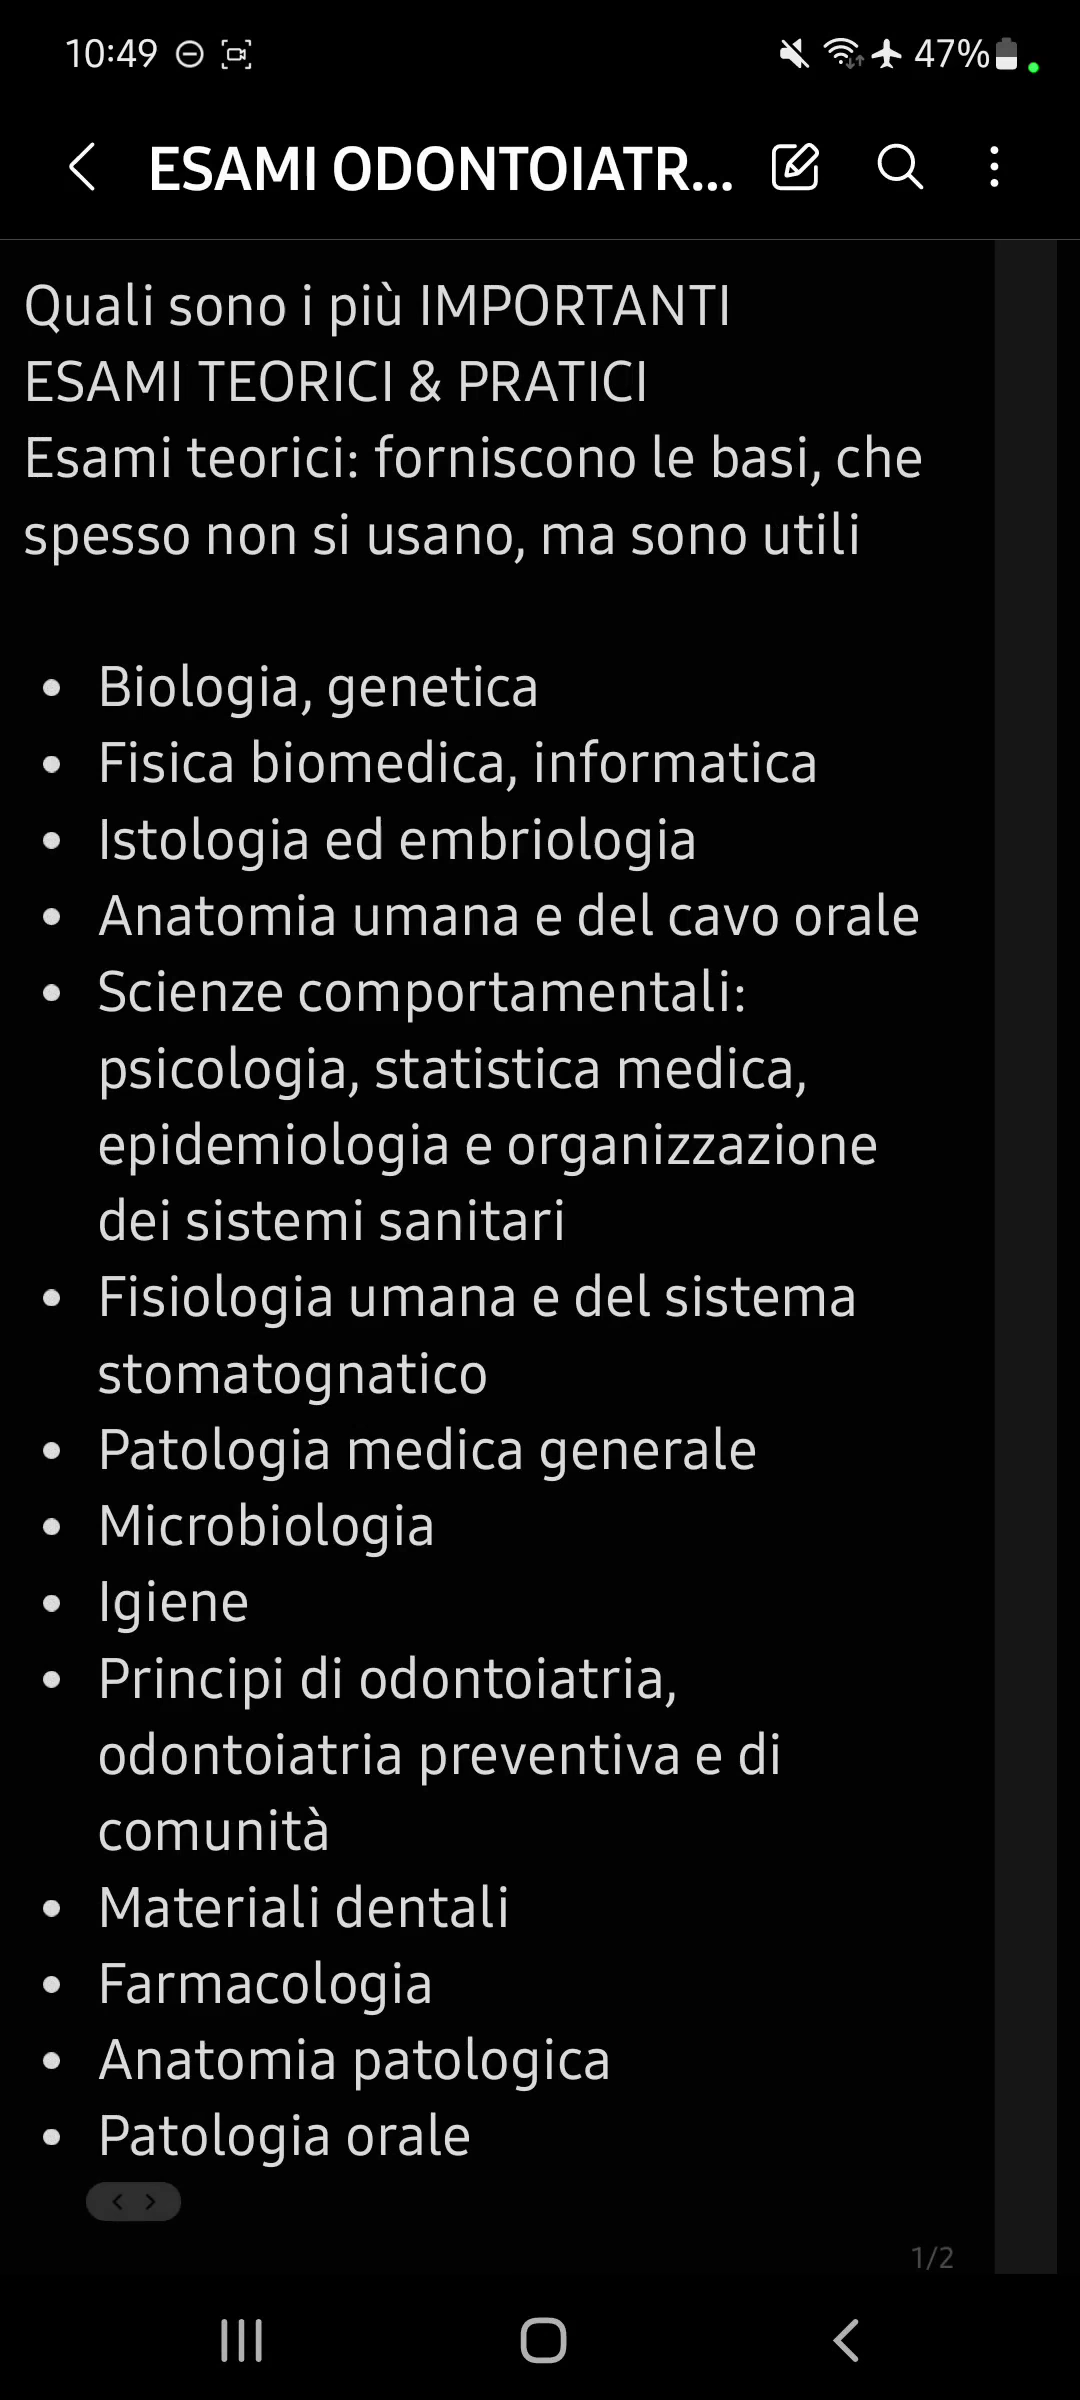 10:49
47%
ESAMI ODONTOIATR...
Quali sono i più IMPORTANTI
ESAMI TEORICI & PRATICI
Esami teorici: forniscono le basi, che
spesso non si usano, ma sono utili
• Biologia, genetica
• Fisica biomedica, informatica
• Istologia ed embriologia
• Anatomia umana e del cavo orale
• Scienze comportamentali:
psicologia, statistica medica,
epidemiologia e organizzazione
dei sistemi sanitari
• Fisiologia umana e del sistema
stomatognatico
• Patologia medica generale
• Microbiologia
• Igiene
• Principi di odontoiatria,
odontoiatria preventiva e di
comunità
• Materiali dentali
• Farmacologia
• Anatomia patologica
• Patologia orale
1/2